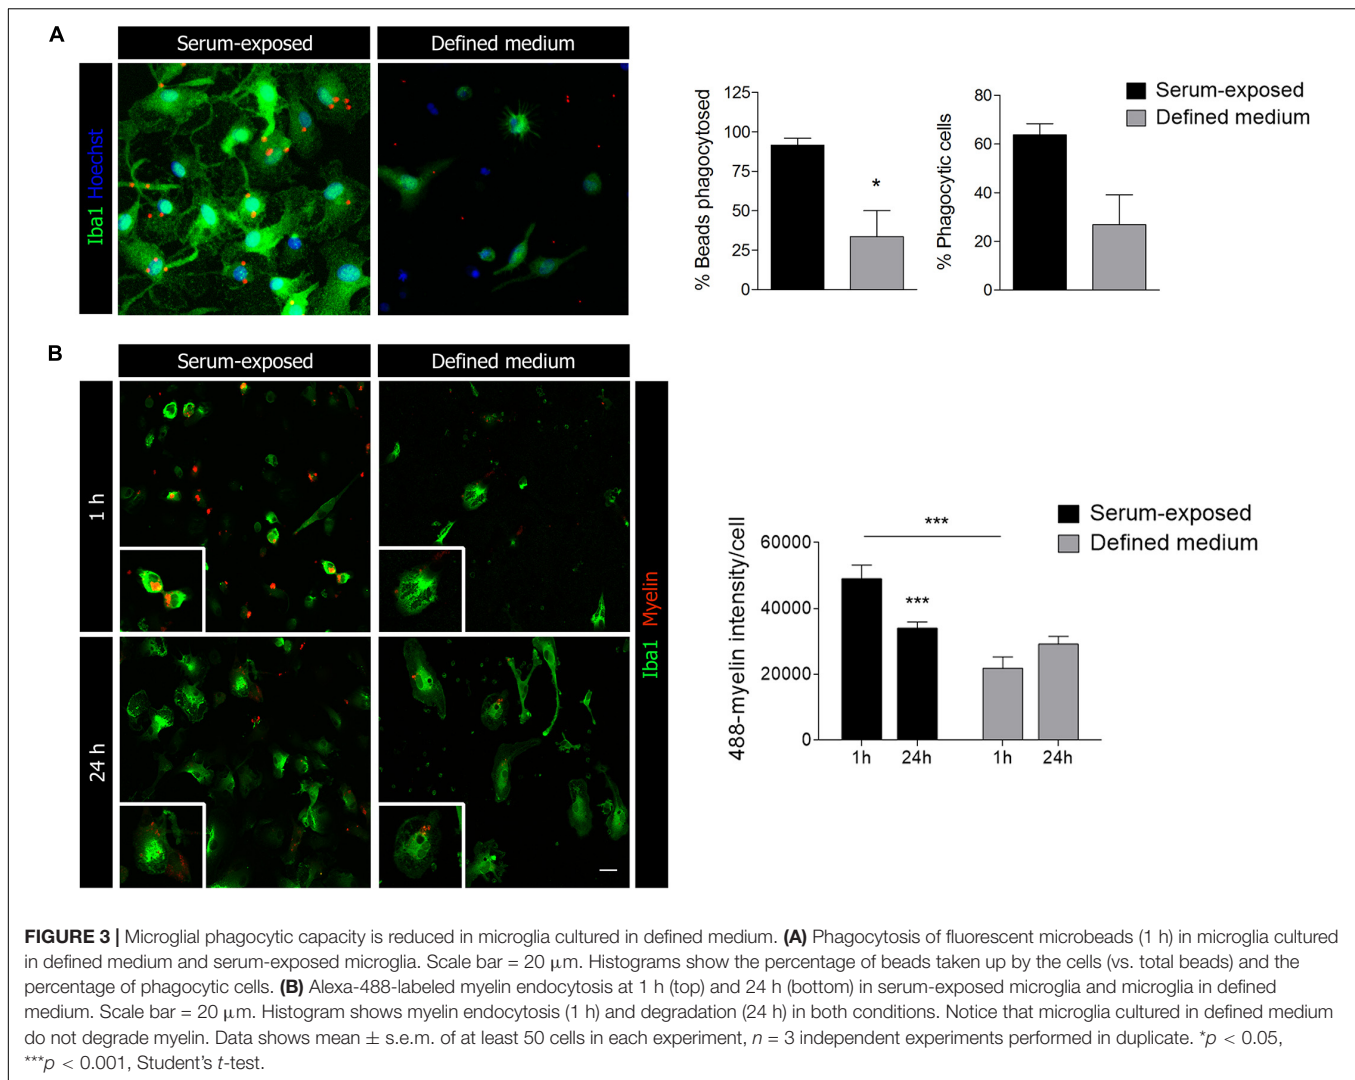 A
Serum-exposed
Defined medium
Iba1 Hoechst
% Beads phagocytosed
125
100
75
50
25
0
*
% Phagocytic cells
80
60
40
20
0
Serum-exposed
Defined medium
B
Serum-exposed
Defined medium
1 h
24 h
Iba1 Myelin
488-myelin intensity/cell
60000
40000
20000
0
***
***
1h
24h
1h
24h
Serum-exposed
Defined medium
FIGURE 3 | Microglial phagocytic capacity is reduced in microglia cultured in defined medium. (A) Phagocytosis of fluorescent microbeads (1 h) in microglia cultured
in defined medium and serum-exposed microglia. Scale bar = 20 μm. Histograms show the percentage of beads taken up by the cells (vs. total beads) and the
percentage of phagocytic cells. (B) Alexa-488-labeled myelin endocytosis at 1 h (top) and 24 h (bottom) in serum-exposed microglia and microglia in defined
medium. Scale bar = 20 μm. Histogram shows myelin endocytosis (1 h) and degradation (24 h) in both conditions. Notice that microglia cultured in defined medium
do not degrade myelin. Data shows mean ± s.e.m. of at least 50 cells in each experiment, n = 3 independent experiments performed in duplicate. *p < 0.05,
***p < 0.001, Student's t-test.